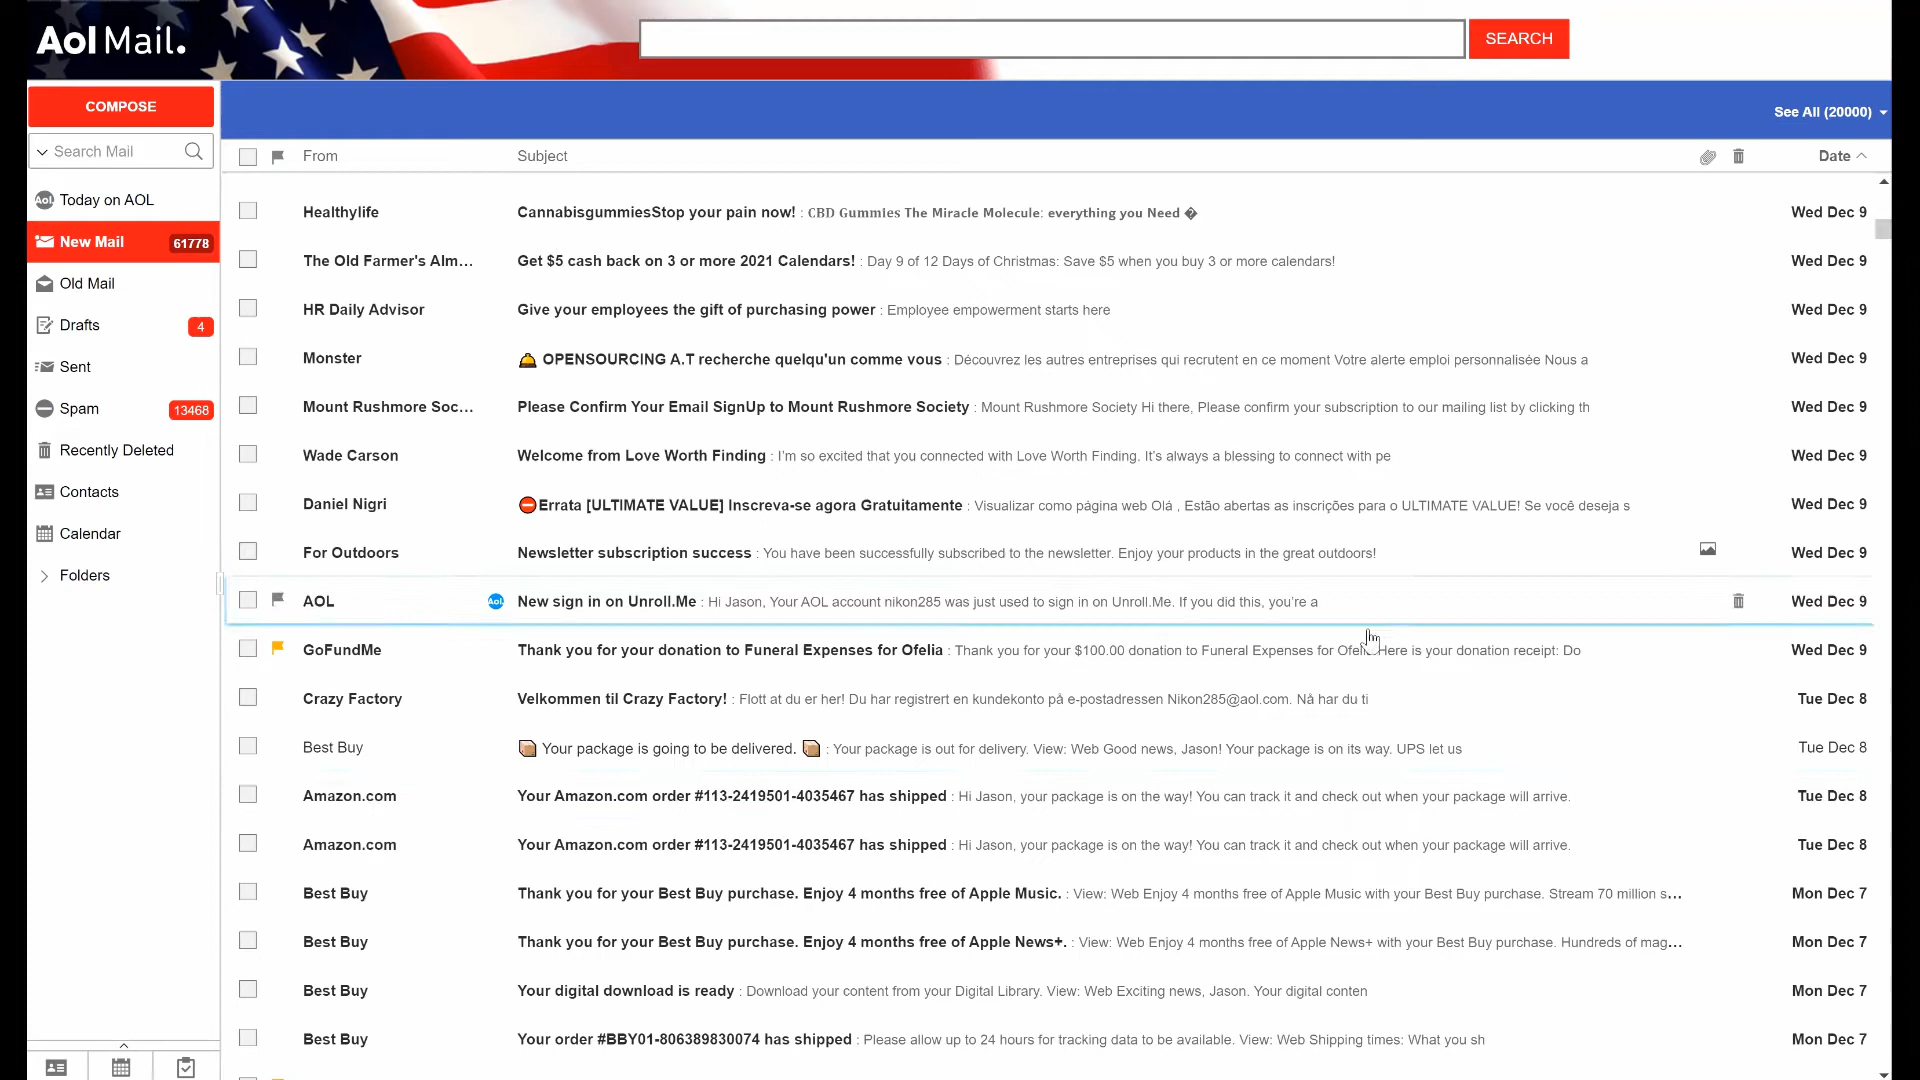 Aol Mail.
SEARCH
COMPOSE
See All (20000)
Search Mail
From Subject Date
Aol. Today on AOL
New Mail 61778
Old Mail
Drafts 4
Sent
Spam 13468
Recently Deleted
Contacts
Calendar
Folders
Healthylife CannabisgummiesStop your pain now! : CBD Gummies The Miracle Molecule: everything you Need � Wed Dec 9
The Old Farmer's Alm... Get $5 cash back on 3 or more 2021 Calendars! : Day 9 of 12 Days of Christmas: Save $5 when you buy 3 or more calendars! Wed Dec 9
HR Daily Advisor Give your employees the gift of purchasing power : Employee empowerment starts here Wed Dec 9
Monster 🛎 OPENSOURCING A.T recherche quelqu'un comme vous : Découvrez les autres entreprises qui recrutent en ce moment Votre alerte emploi personnalisée Nous a Wed Dec 9
Mount Rushmore Soc... Please Confirm Your Email SignUp to Mount Rushmore Society : Mount Rushmore Society Hi there, Please confirm your subscription to our mailing list by clicking th Wed Dec 9
Wade Carson Welcome from Love Worth Finding : I'm so excited that you connected with Love Worth Finding. It's always a blessing to connect with pe Wed Dec 9
Daniel Nigri ⛔Errata [ULTIMATE VALUE] Inscreva-se agora Gratuitamente : Visualizar como página web Olá , Estão abertas as inscrições para o ULTIMATE VALUE! Se você deseja s Wed Dec 9
For Outdoors Newsletter subscription success : You have been successfully subscribed to the newsletter. Enjoy your products in the great outdoors! Wed Dec 9
AOL Aol. New sign in on Unroll.Me : Hi Jason, Your AOL account nikon285 was just used to sign in on Unroll.Me. If you did this, you're a Wed Dec 9
GoFundMe Thank you for your donation to Funeral Expenses for Ofelia : Thank you for your $100.00 donation to Funeral Expenses for Ofel Here is your donation receipt: Do Wed Dec 9
Crazy Factory Velkommen til Crazy Factory! : Flott at du er her! Du har registrert en kundekonto på e-postadressen Nikon285@aol.com. Nå har du ti Tue Dec 8
Best Buy 📦 Your package is going to be delivered. 📦 : Your package is out for delivery. View: Web Good news, Jason! Your package is on its way. UPS let us Tue Dec 8
Amazon.com Your Amazon.com order #113-2419501-4035467 has shipped : Hi Jason, your package is on the way! You can track it and check out when your package will arrive. Tue Dec 8
Amazon.com Your Amazon.com order #113-2419501-4035467 has shipped : Hi Jason, your package is on the way! You can track it and check out when your package will arrive. Tue Dec 8
Best Buy Thank you for your Best Buy purchase. Enjoy 4 months free of Apple Music. : View: Web Enjoy 4 months free of Apple Music with your Best Buy purchase. Stream 70 million s... Mon Dec 7
Best Buy Thank you for your Best Buy purchase. Enjoy 4 months free of Apple News+. : View: Web Enjoy 4 months free of Apple News+ with your Best Buy purchase. Hundreds of mag... Mon Dec 7
Best Buy Your digital download is ready : Download your content from your Digital Library. View: Web Exciting news, Jason. Your digital conten Mon Dec 7
Best Buy Your order #BBY01-806389830074 has shipped : Please allow up to 24 hours for tracking data to be available. View: Web Shipping times: What you sh Mon Dec 7